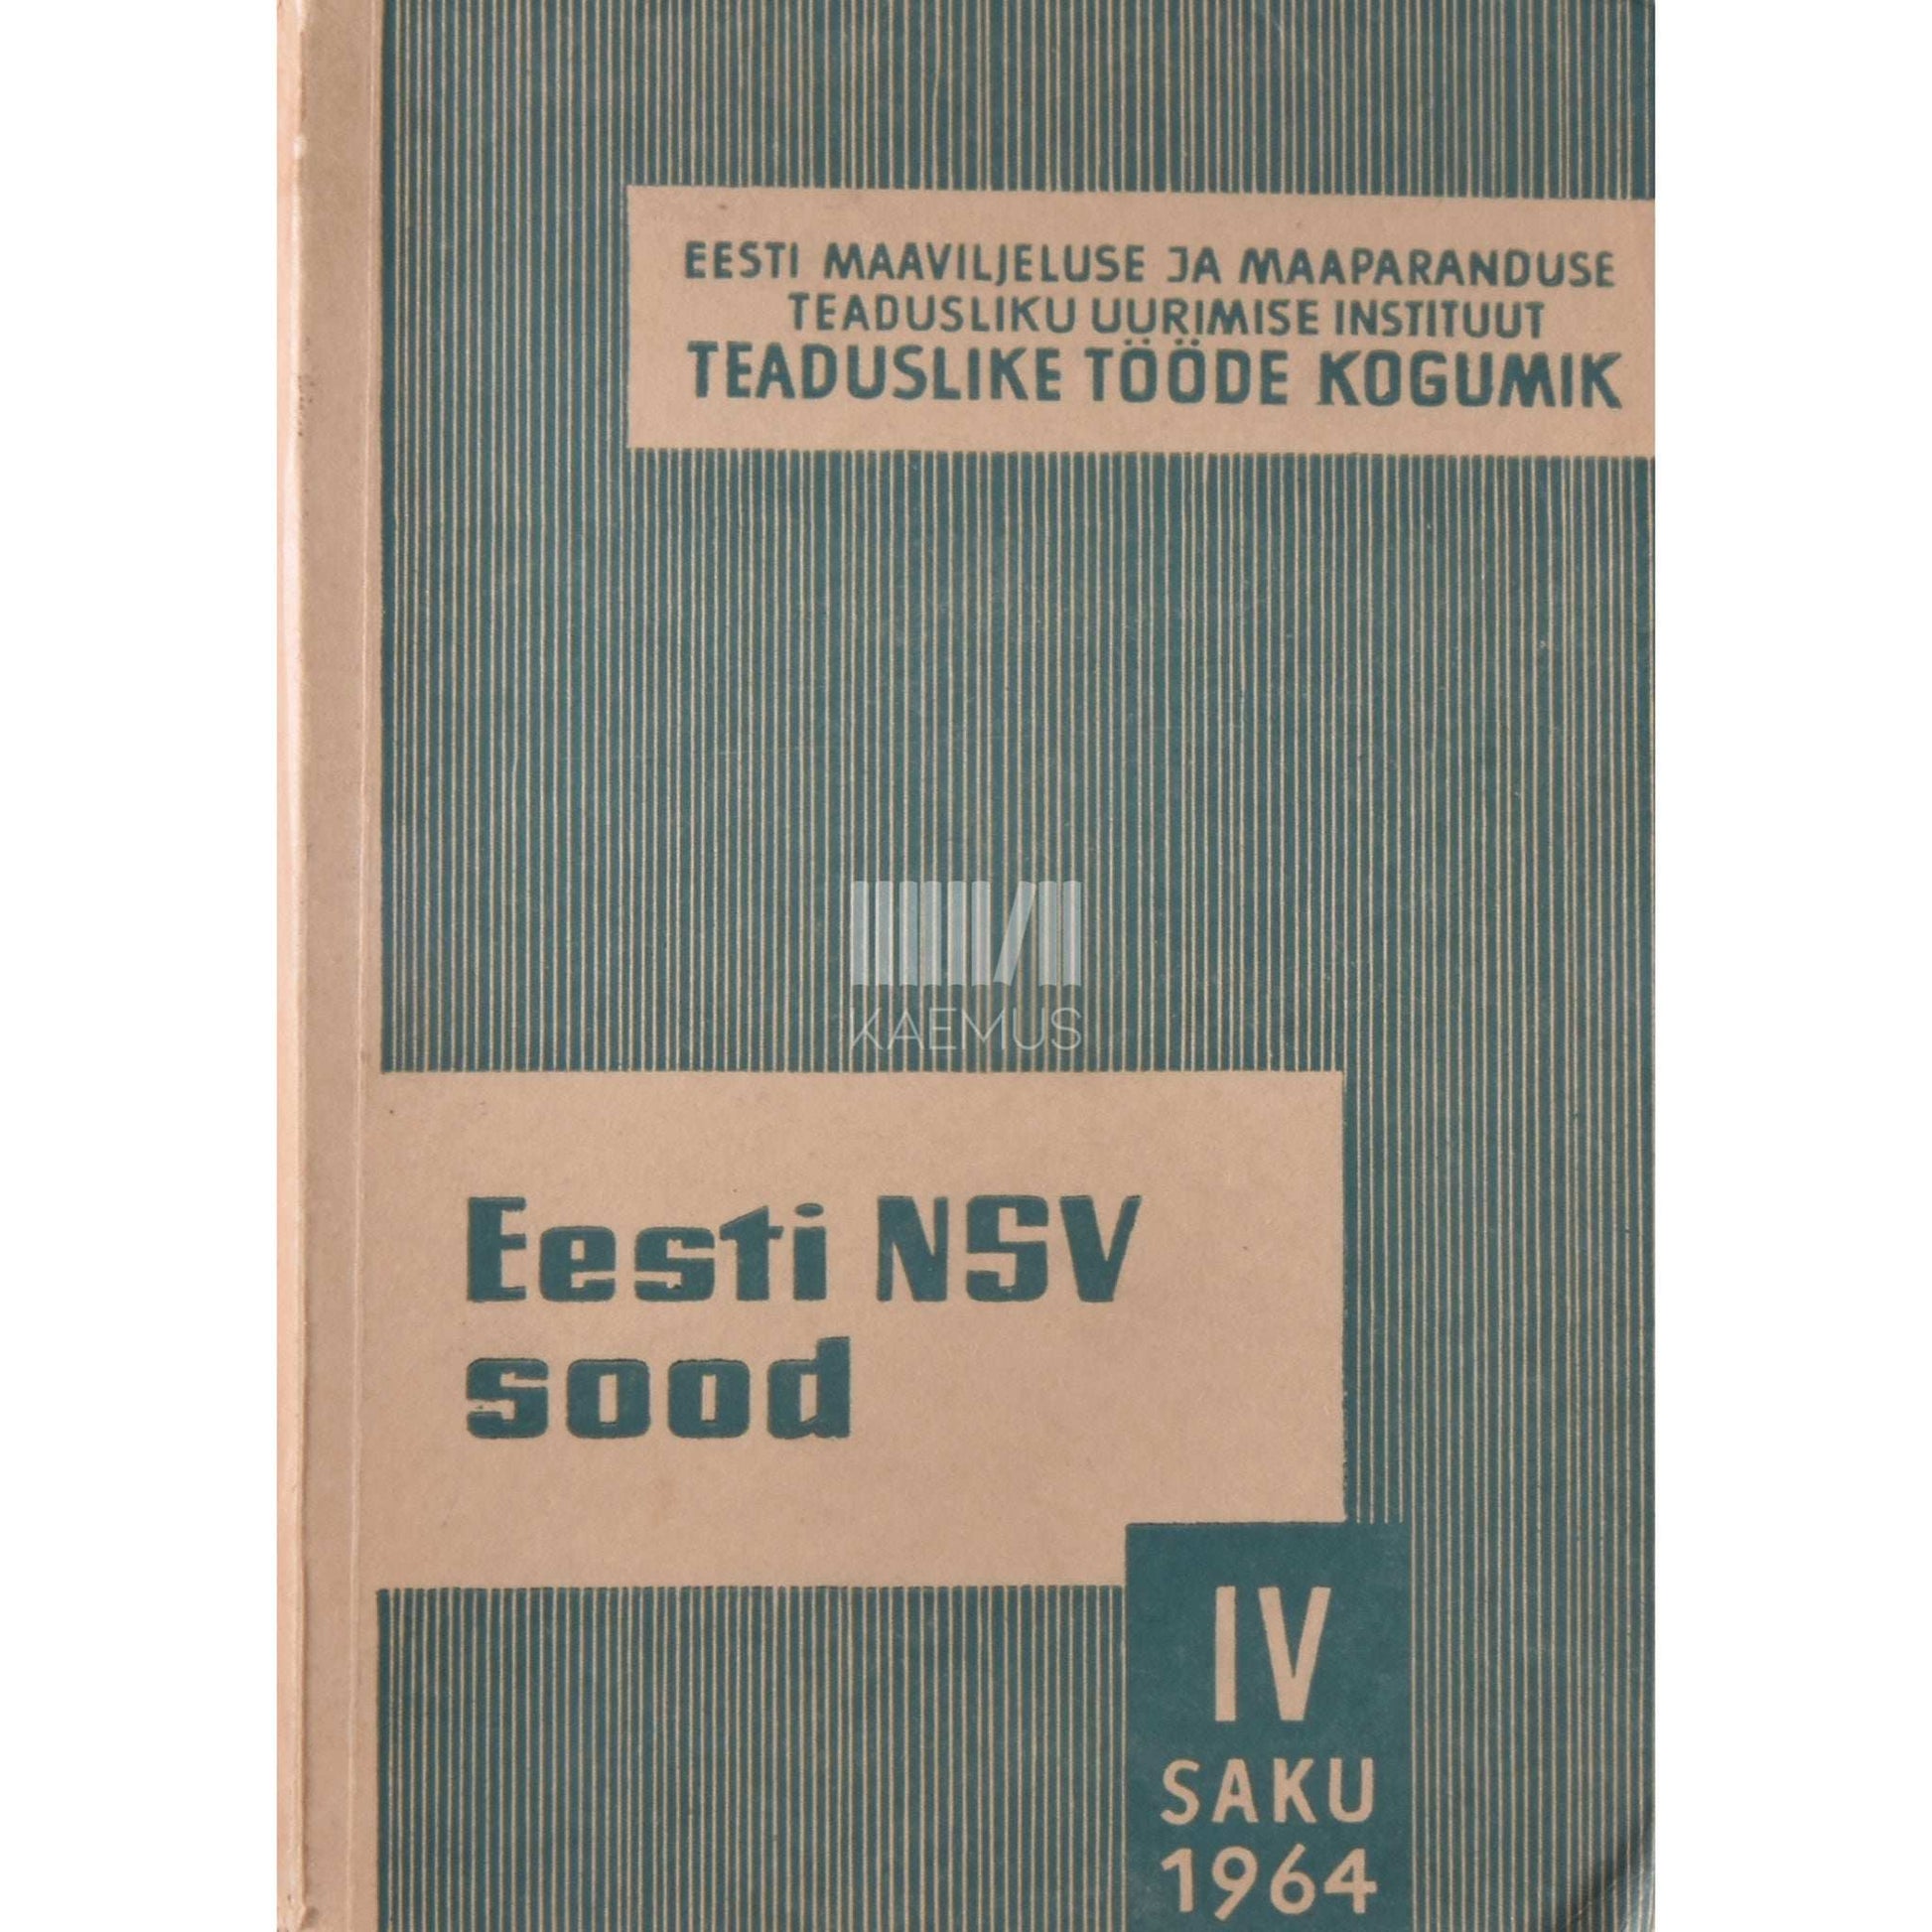 EESTI MAAVILJELUSE JA MAAPARANDUSE
TEADUSLIKU UURIMISE INSTITUUT
TEADUSLIKE TÖÖDE KOGUMIK
KAEMUS
Eesti NSV
sood
IV
SAKU
1964